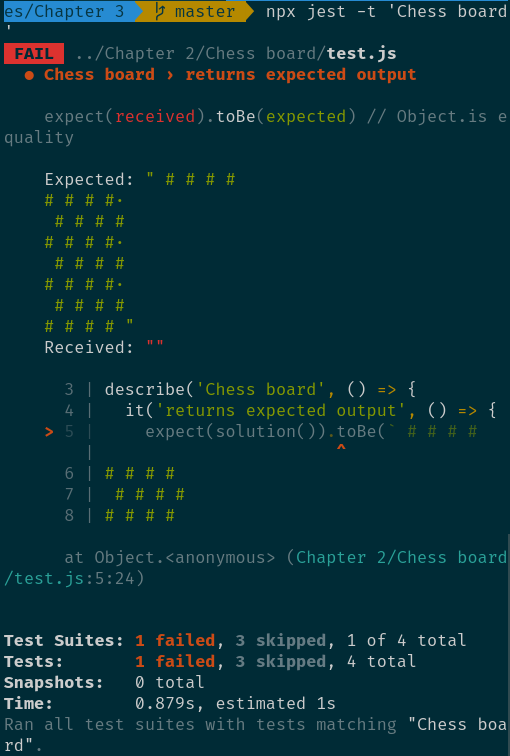 es/Chapter 3 master npx jest -t 'Chess board
'
FAIL ../Chapter 2/Chess board/test.js
● Chess board › returns expected output
expect(received).toBe(expected) // Object.is e
quality
Expected: " # # # #
# # # #·
 # # # #
# # # #·
 # # # #
# # # #·
 # # # #
# # # # "
Received: ""
3 | describe('Chess board', () => {
4 |   it('returns expected output', () => {
> 5 |     expect(solution()).toBe(` # # # #
|                        ^
6 | # # # #
7 |  # # # #
8 | # # # #
at Object.<anonymous> (Chapter 2/Chess board
/test.js:5:24)
Test Suites: 1 failed, 3 skipped, 1 of 4 total
Tests:       1 failed, 3 skipped, 4 total
Snapshots:   0 total
Time:        0.879s, estimated 1s
Ran all test suites with tests matching "Chess boa
rd".